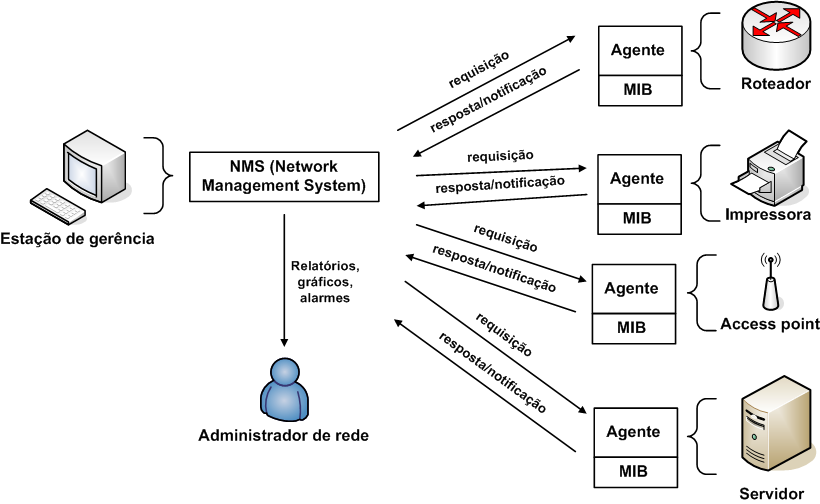 requisição
resposta/notificação
Agente
MIB
Roteador
NMS (Network
Management System)
Estação de gerência
requisição
resposta/notificação
Agente
MIB
Impressora
requisição
resposta/notificação
Agente
MIB
Access point
Relatórios,
gráficos,
alarmes
requisição
resposta/notificação
Agente
MIB
Servidor
Administrador de rede